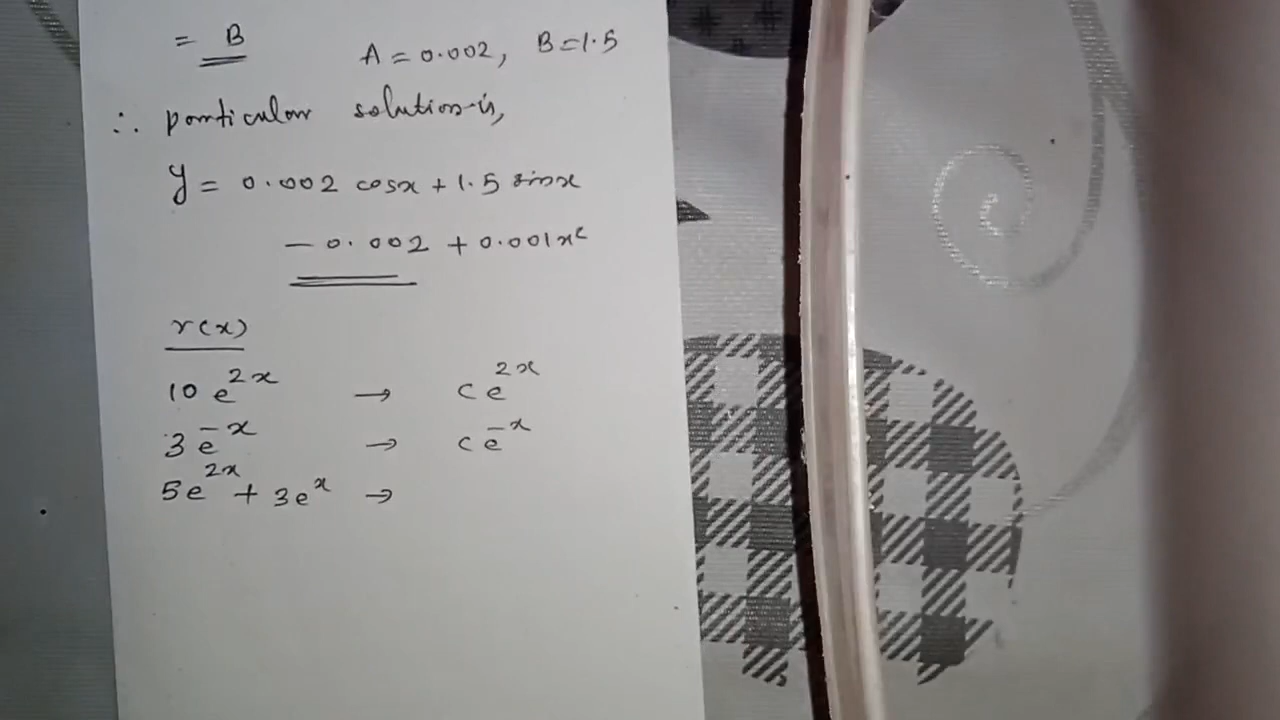 = B
A = 0.002, B = 1.5
∴ particular solution is,
y = 0.002 cosx + 1.5 sinx
- 0.002 + 0.001x²
r(x)
10 e^2x → ce^2x
3 e^-x → ce^-x
5e^2x + 3e^x →